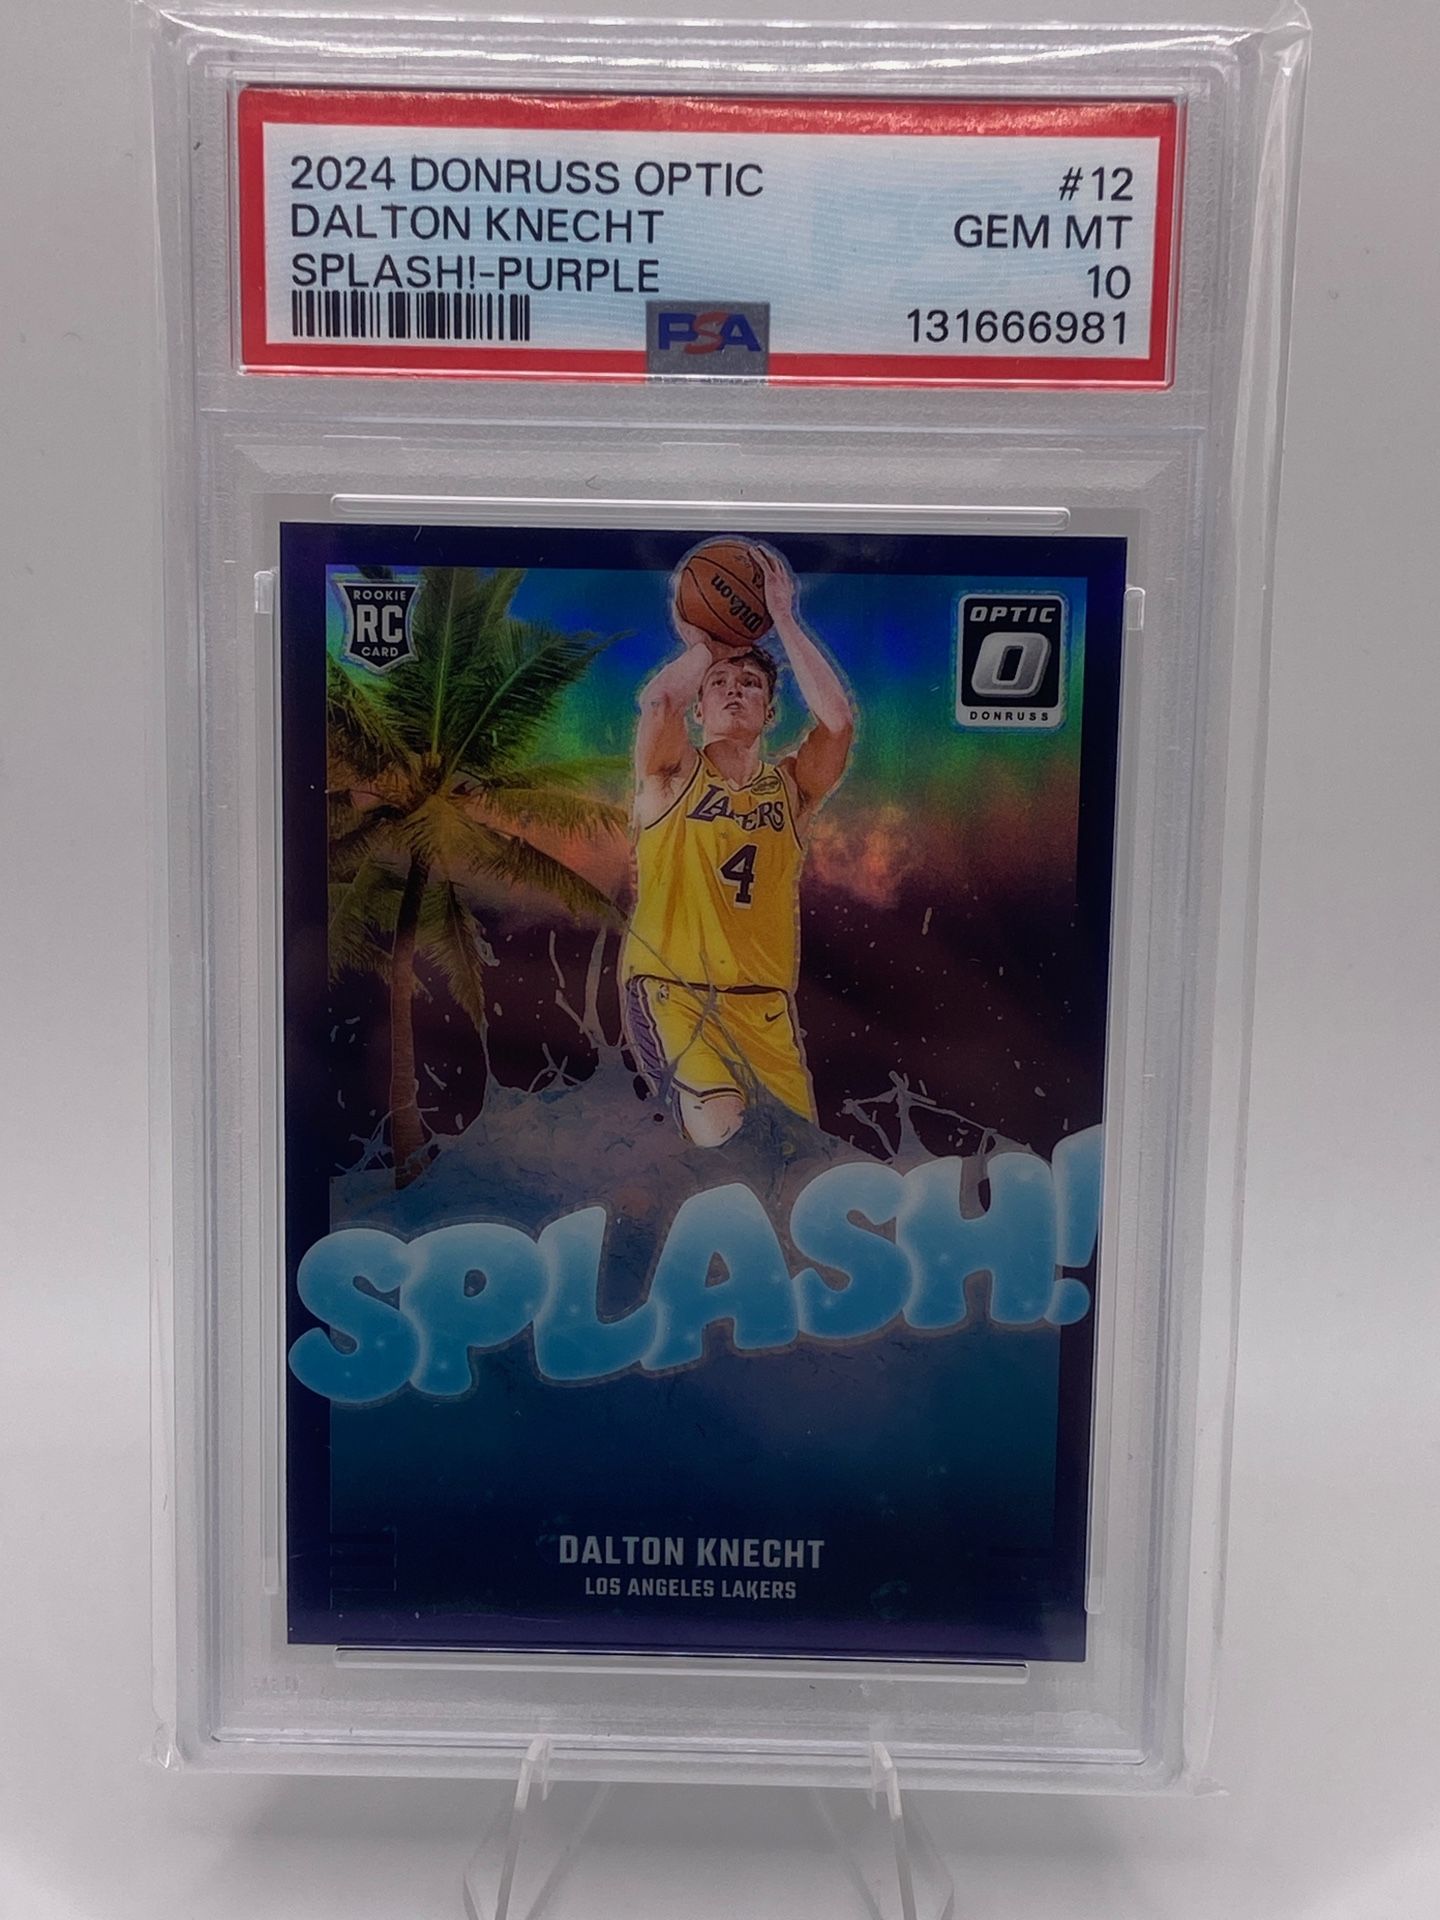 2024 DONRUSS OPTIC #12
DALTON KNECHT GEM MT
SPLASH!-PURPLE 10
PSA 131666981
ROOKIE
RC
CARD
OPTIC
O
DONRUSS
Wilson
LAKERS
4
SPLASH!
DALTON KNECHT
LOS ANGELES LAKERS